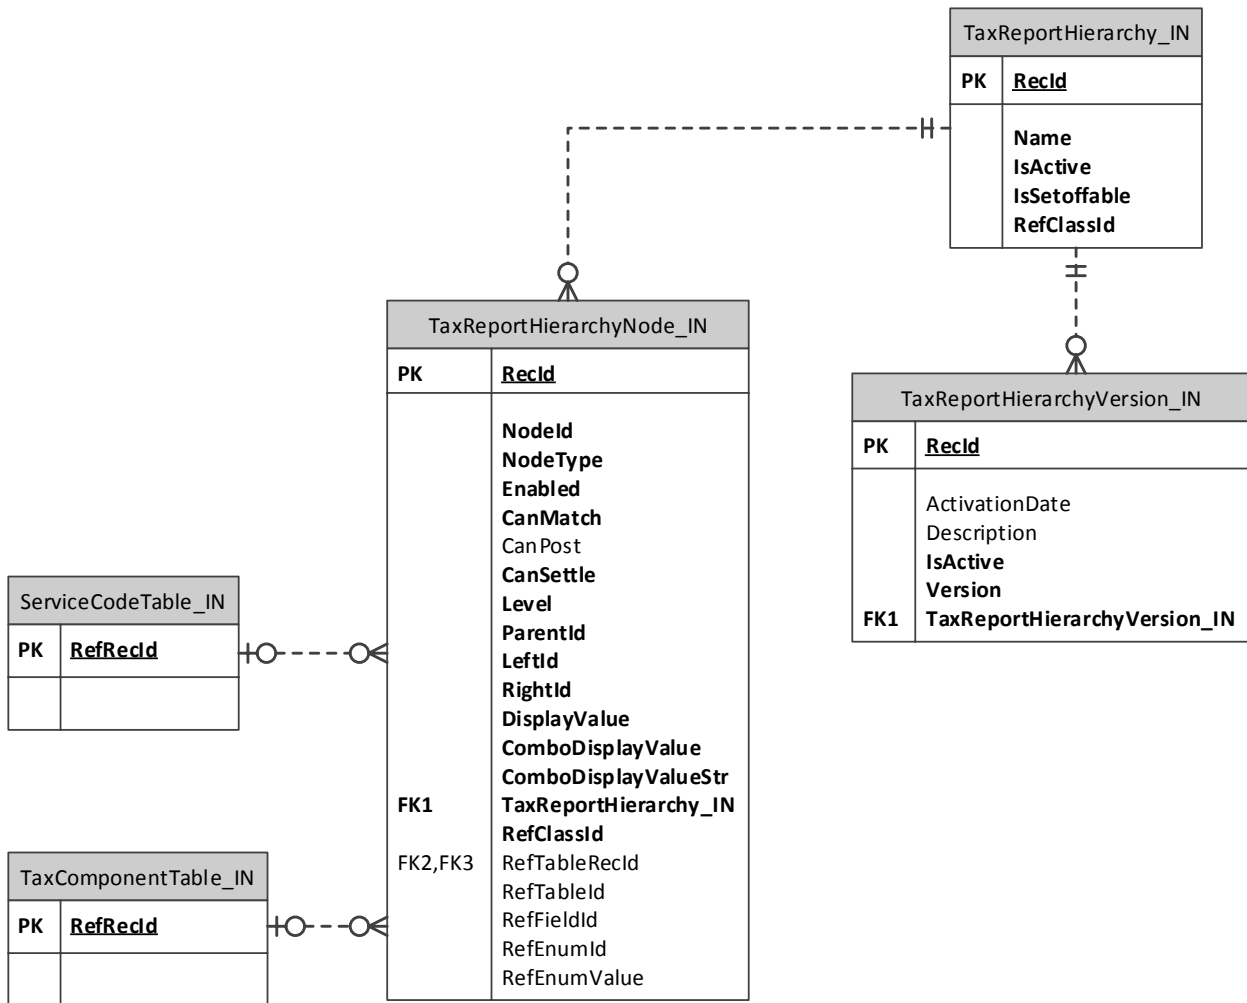 TaxReportHierarchy_IN
PK RecId
Name
IsActive
IsSetoffable
RefClassId
TaxReportHierarchyNode_IN
PK RecId
NodeId
NodeType
Enabled
CanMatch
CanPost
CanSettle
Level
ParentId
LeftId
RightId
DisplayValue
ComboDisplayValue
ComboDisplayValueStr
FK1 TaxReportHierarchy_IN
RefClassId
FK2,FK3 RefTableRecId
RefTableId
RefFieldId
RefEnumId
RefEnumValue
TaxReportHierarchyVersion_IN
PK RecId
ActivationDate
Description
IsActive
Version
FK1 TaxReportHierarchyVersion_IN
ServiceCodeTable_IN
PK RefRecId
TaxComponentTable_IN
PK RefRecId